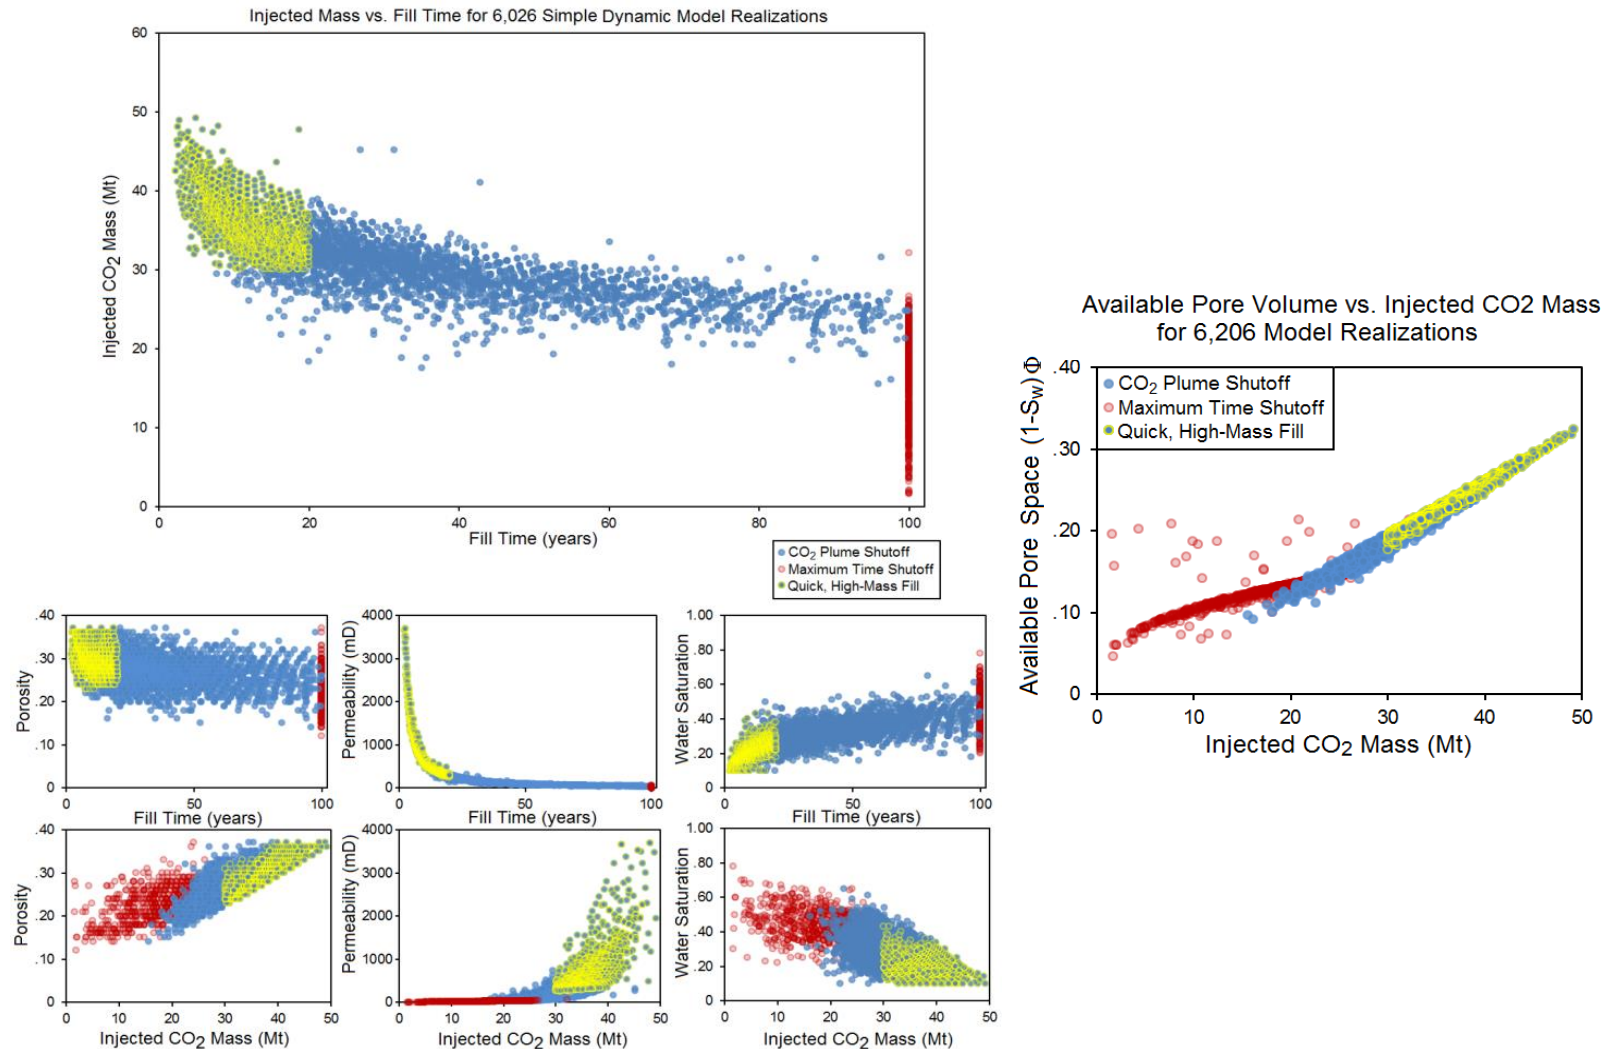 Injected Mass vs. Fill Time for 6,026 Simple Dynamic Model Realizations
60
50
40
30
20
10
0
Injected CO2 Mass (Mt)
0 20 40 60 80 100
Fill Time (years)
CO2 Plume Shutoff
Maximum Time Shutoff
Quick, High-Mass Fill
.40
.30
.20
.10
0
Porosity
0 50 100
Fill Time (years)
4000
3000
2000
1000
0
Permeability (mD)
0 50 100
Fill Time (years)
1.00
.80
.60
.40
.20
0
Water Saturation
0 50 100
Fill Time (years)
.40
.30
.20
.10
0
Porosity
0 10 20 30 40 50
Injected CO2 Mass (Mt)
4000
3000
2000
1000
0
Permeability (mD)
0 10 20 30 40 50
Injected CO2 Mass (Mt)
1.00
.80
.60
.40
.20
0
Water Saturation
0 10 20 30 40 50
Injected CO2 Mass (Mt)
Available Pore Volume vs. Injected CO2 Mass
for 6,206 Model Realizations
.40
.30
.20
.10
0
Available Pore Space (1-Sw)Φ
CO2 Plume Shutoff
Maximum Time Shutoff
Quick, High-Mass Fill
0 10 20 30 40 50
Injected CO2 Mass (Mt)